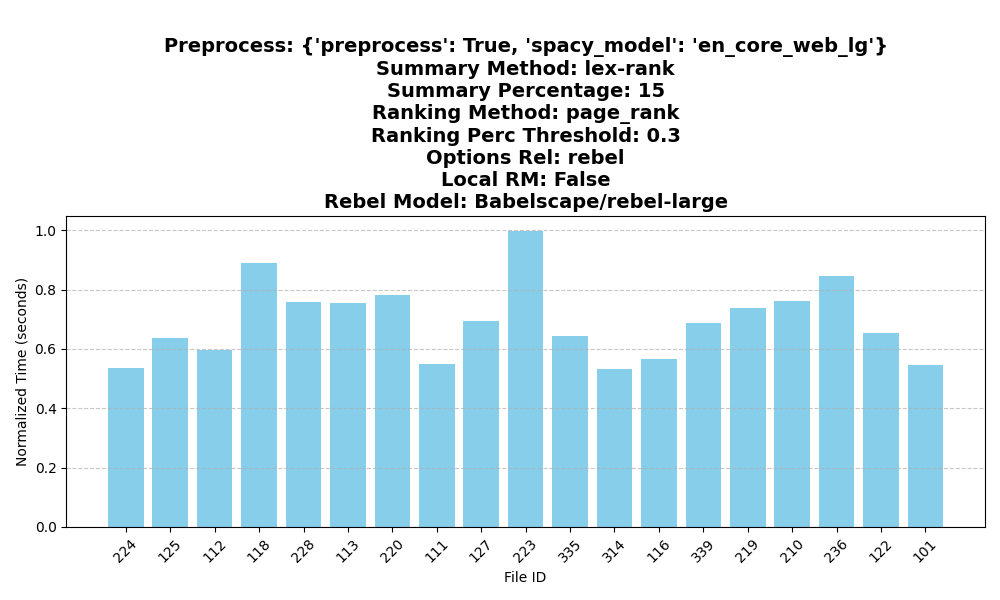 Preprocess: {'preprocess': True, 'spacy_model': 'en_core_web_lg'}
Summary Method: lex-rank
Summary Percentage: 15
Ranking Method: page_rank
Ranking Perc Threshold: 0.3
Options Rel: rebel
Local RM: False
Rebel Model: Babelscape/rebel-large
Normalized Time (seconds)
1.0
0.8
0.6
0.4
0.2
0.0
224 125 112 118 228 113 220 111 127 223 335 314 116 339 219 210 236 122 101
File ID